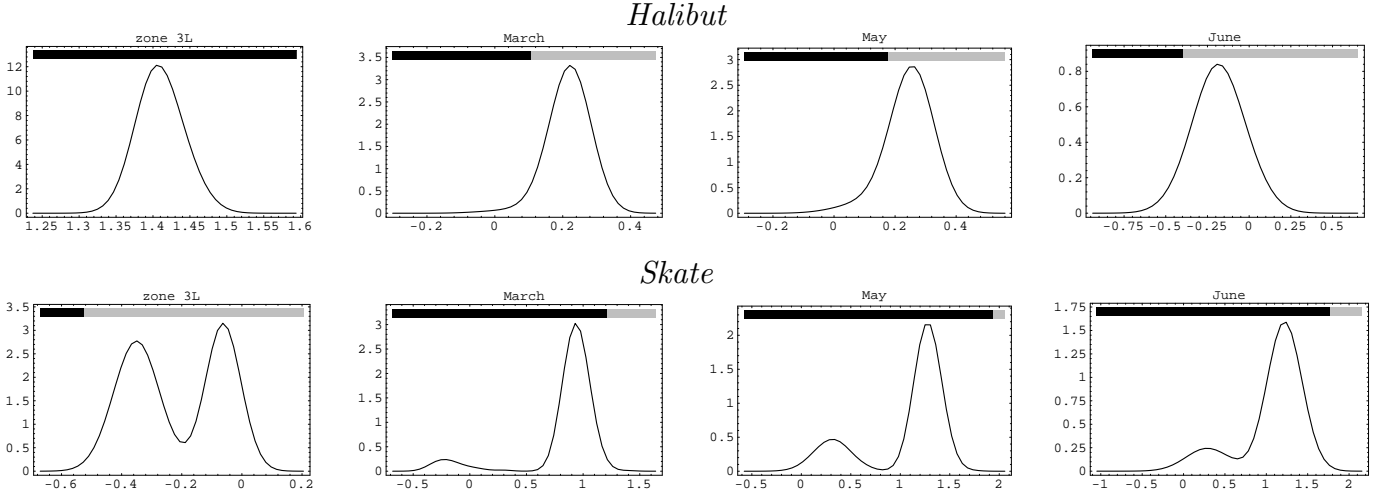 Halibut
zone 3L March May June
12 10 8 6 4 2 0
1.25 1.3 1.35 1.4 1.45 1.5 1.55 1.6
3.5 3 2.5 2 1.5 1 0.5 0
-0.2 0 0.2 0.4
3 2.5 2 1.5 1 0.5 0
-0.2 0 0.2 0.4
0.8 0.6 0.4 0.2 0
-0.75 -0.5 -0.25 0 0.25 0.5
Skate
zone 3L March May June
3.5 3 2.5 2 1.5 1 0.5 0
-0.6 -0.4 -0.2 0 0.2
3 2.5 2 1.5 1 0.5 0
-0.5 0 0.5 1 1.5
2 1.5 1 0.5 0
-0.5 0 0.5 1 1.5 2
1.75 1.5 1.25 1 0.75 0.5 0.25 0
-1 -0.5 0 0.5 1 1.5 2